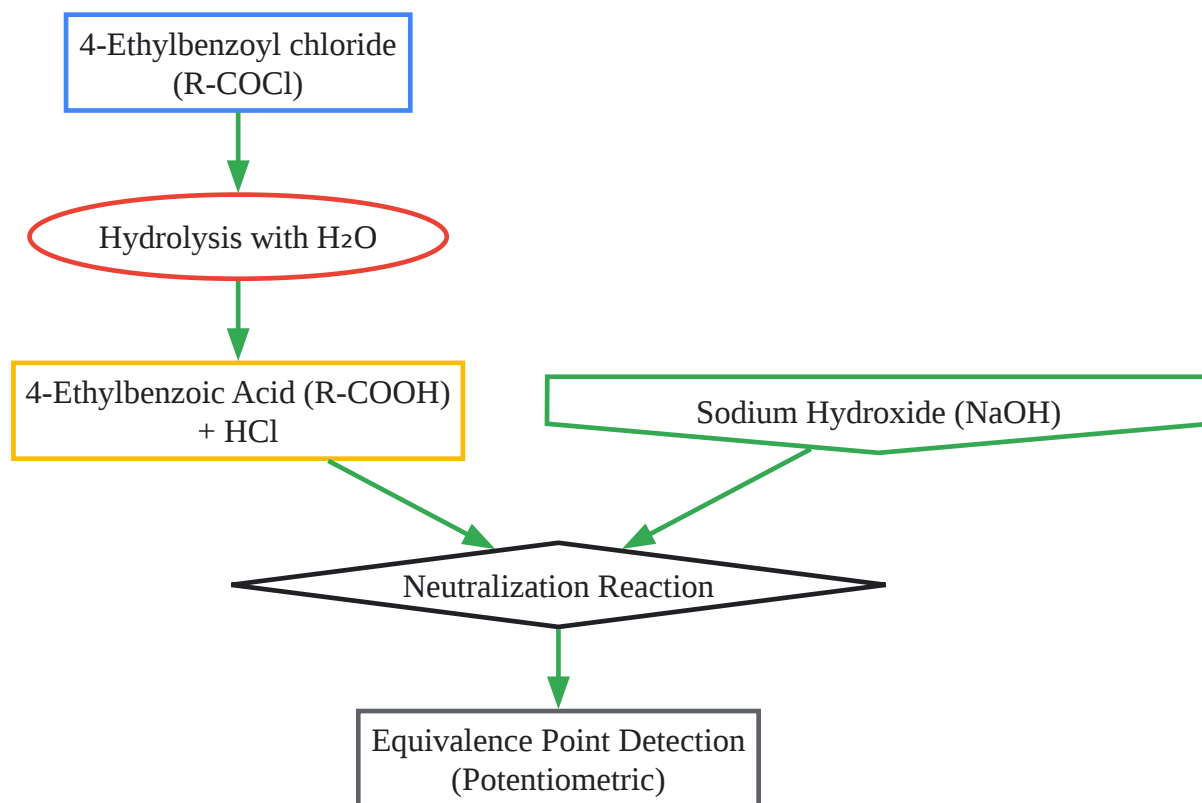 4-Ethylbenzoyl chloride
(R-COCl)
Hydrolysis with H₂O
4-Ethylbenzoic Acid (R-COOH)
+ HCl
Sodium Hydroxide (NaOH)
Neutralization Reaction
Equivalence Point Detection
(Potentiometric)